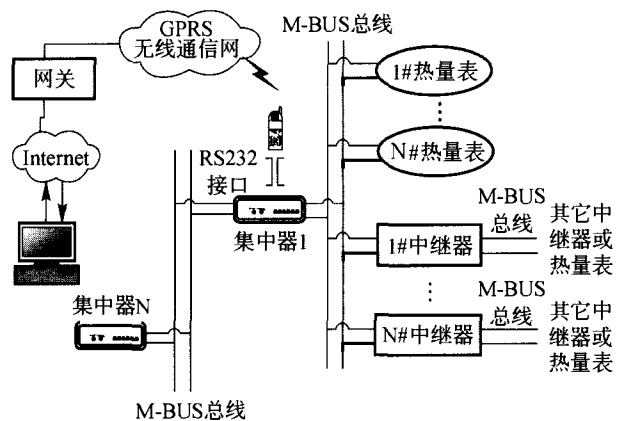 GPRS
无线通信网
网关
Internet
M-BUS总线
1#热量表
N#热量表
RS232
接口
集中器1
1#中继器
M-BUS
总线
其它中
继器或
热量表
集中器N
N#中继器
M-BUS
总线
其它中
继器或
热量表
M-BUS总线